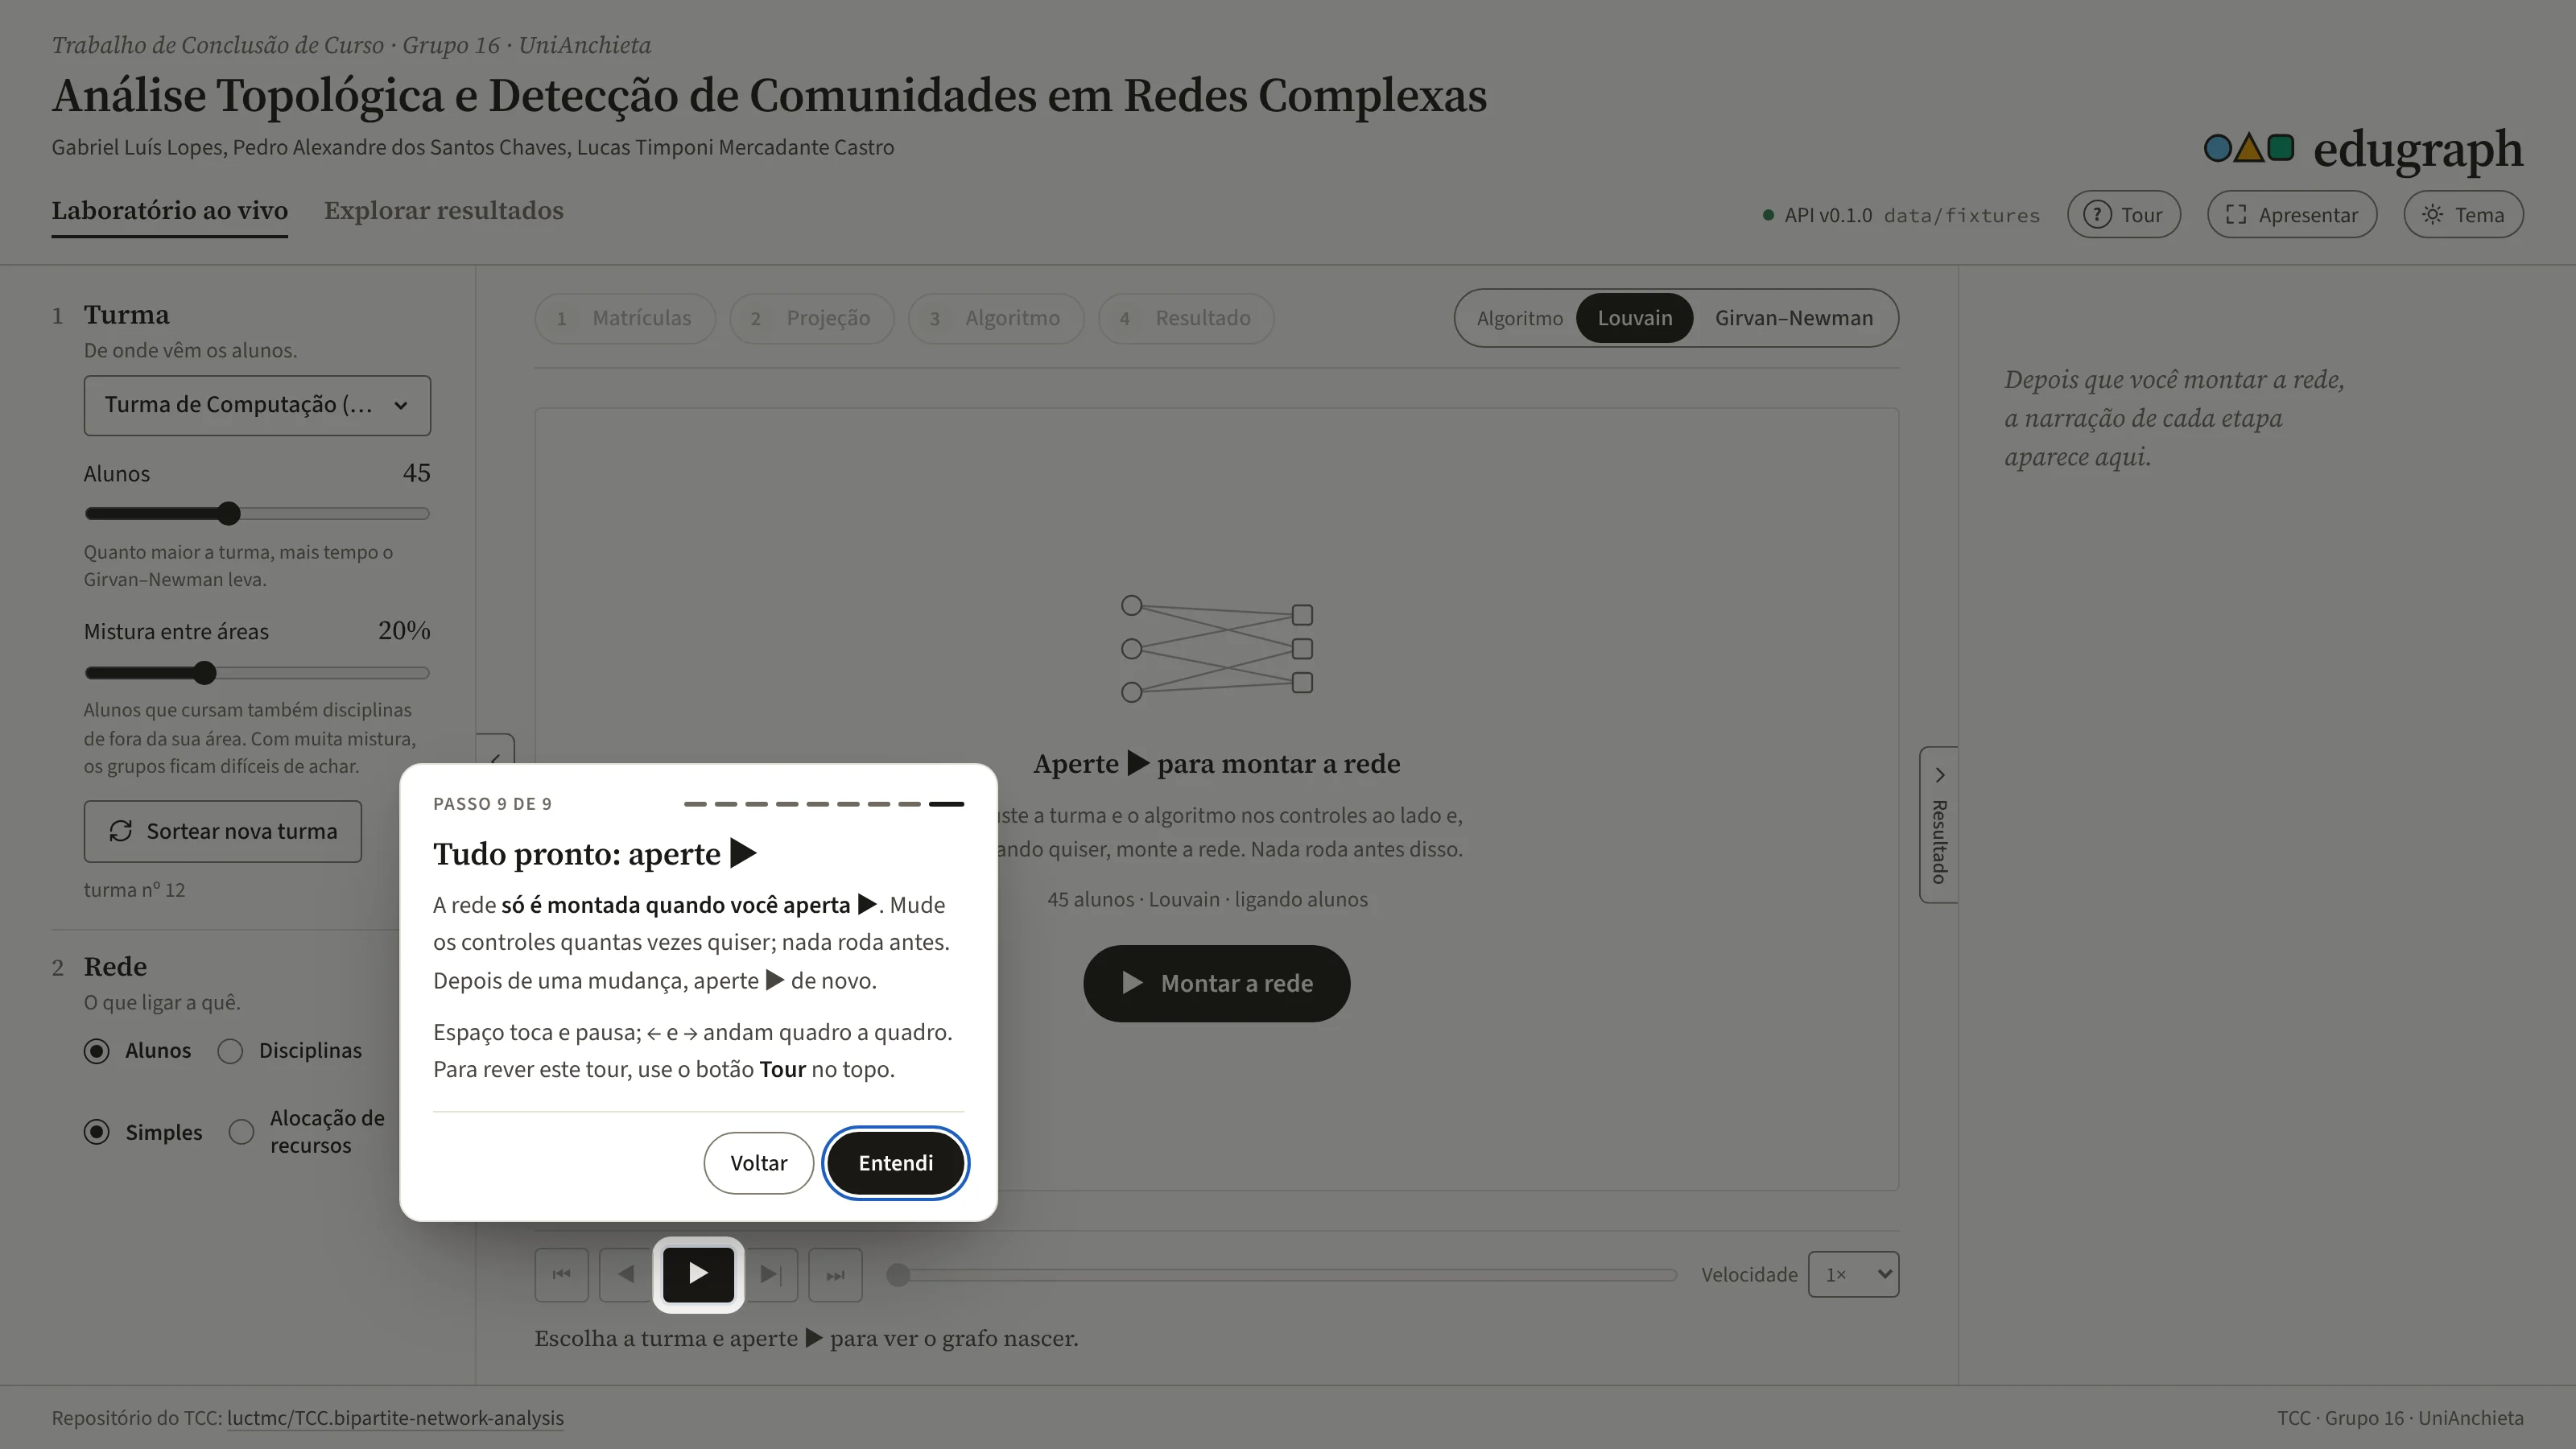 Trabalho de Conclusão de Curso · Grupo 16 · UniAnchieta
Análise Topológica e Detecção de Comunidades em Redes Complexas
Gabriel Luís Lopes, Pedro Alexandre dos Santos Chaves, Lucas Timponi Mercadante Castro
edugraph
Laboratório ao vivo
Explorar resultados
API v0.1.0 data/fixtures
? Tour
Apresentar
Tema
1 Turma
De onde vêm os alunos.
Turma de Computação (...
Alunos 45
Quanto maior a turma, mais tempo o
Girvan–Newman leva.
Mistura entre áreas 20%
Alunos que cursam também disciplinas
de fora da sua área. Com muita mistura,
os grupos ficam difíceis de achar.
Sortear nova turma
turma nº 12
2 Rede
O que ligar a quê.
Alunos
Disciplinas
Simples
Alocação de
recursos
1 Matrículas
2 Projeção
3 Algoritmo
4 Resultado
Algoritmo
Louvain
Girvan–Newman
Aperte ▶ para montar a rede
ste a turma e o algoritmo nos controles ao lado e,
ando quiser, monte a rede. Nada roda antes disso.
45 alunos · Louvain · ligando alunos
▶ Montar a rede
PASSO 9 DE 9
Tudo pronto: aperte ▶
A rede só é montada quando você aperta ▶. Mude
os controles quantas vezes quiser; nada roda antes.
Depois de uma mudança, aperte ▶ de novo.
Espaço toca e pausa; ← e → andam quadro a quadro.
Para rever este tour, use o botão Tour no topo.
Voltar
Entendi
Velocidade 1×
Escolha a turma e aperte ▶ para ver o grafo nascer.
Resultado
Depois que você montar a rede,
a narração de cada etapa
aparece aqui.
Repositório do TCC: luctmc/TCC.bipartite-network-analysis
TCC · Grupo 16 · UniAnchieta